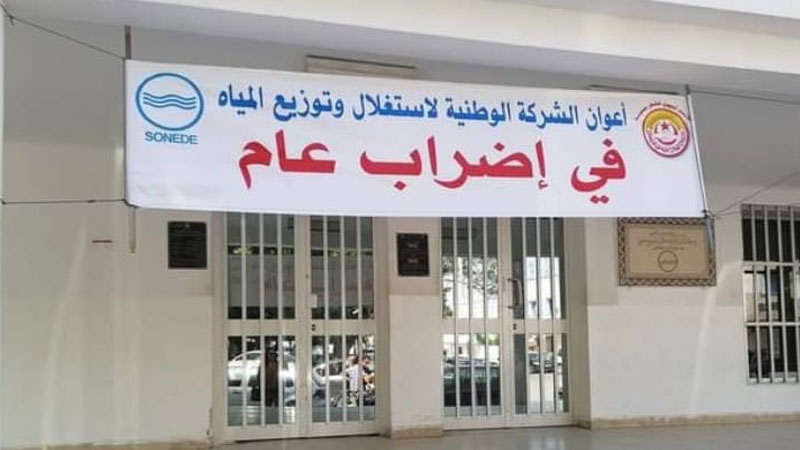 أعوان الشركة الوطنية لاستغلال وتوزيع المياه
في إضراب عام
SONEDE